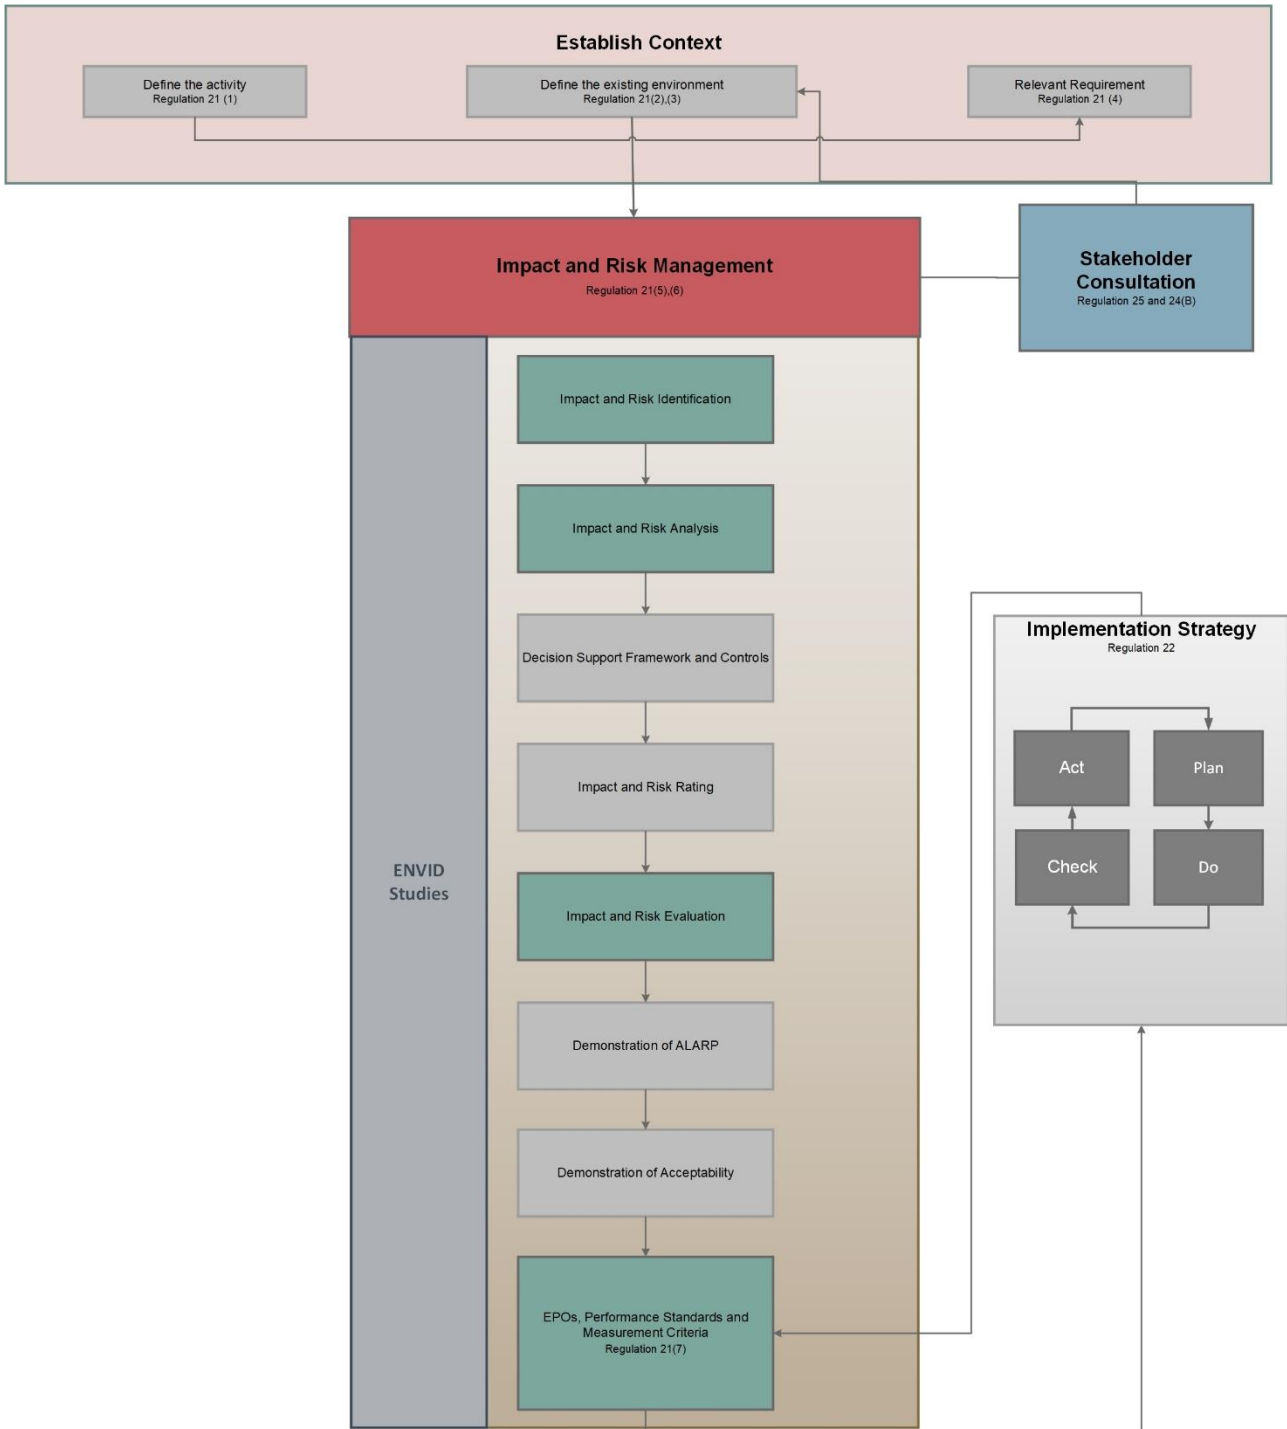 Establish Context
Define the activity
Regulation 21 (1)
Define the existing environment
Regulation 21(2),(3)
Relevant Requirement
Regulation 21 (4)
Impact and Risk Management
Regulation 21(5),(6)
Stakeholder
Consultation
Regulation 25 and 24(B)
Impact and Risk Identification
Impact and Risk Analysis
Decision Support Framework and Controls
Impact and Risk Rating
ENVID
Studies
Impact and Risk Evaluation
Demonstration of ALARP
Demonstration of Acceptability
EPOs, Performance Standards and
Measurement Criteria
Regulation 21(7)
Implementation Strategy
Regulation 22
Act
Plan
Check
Do